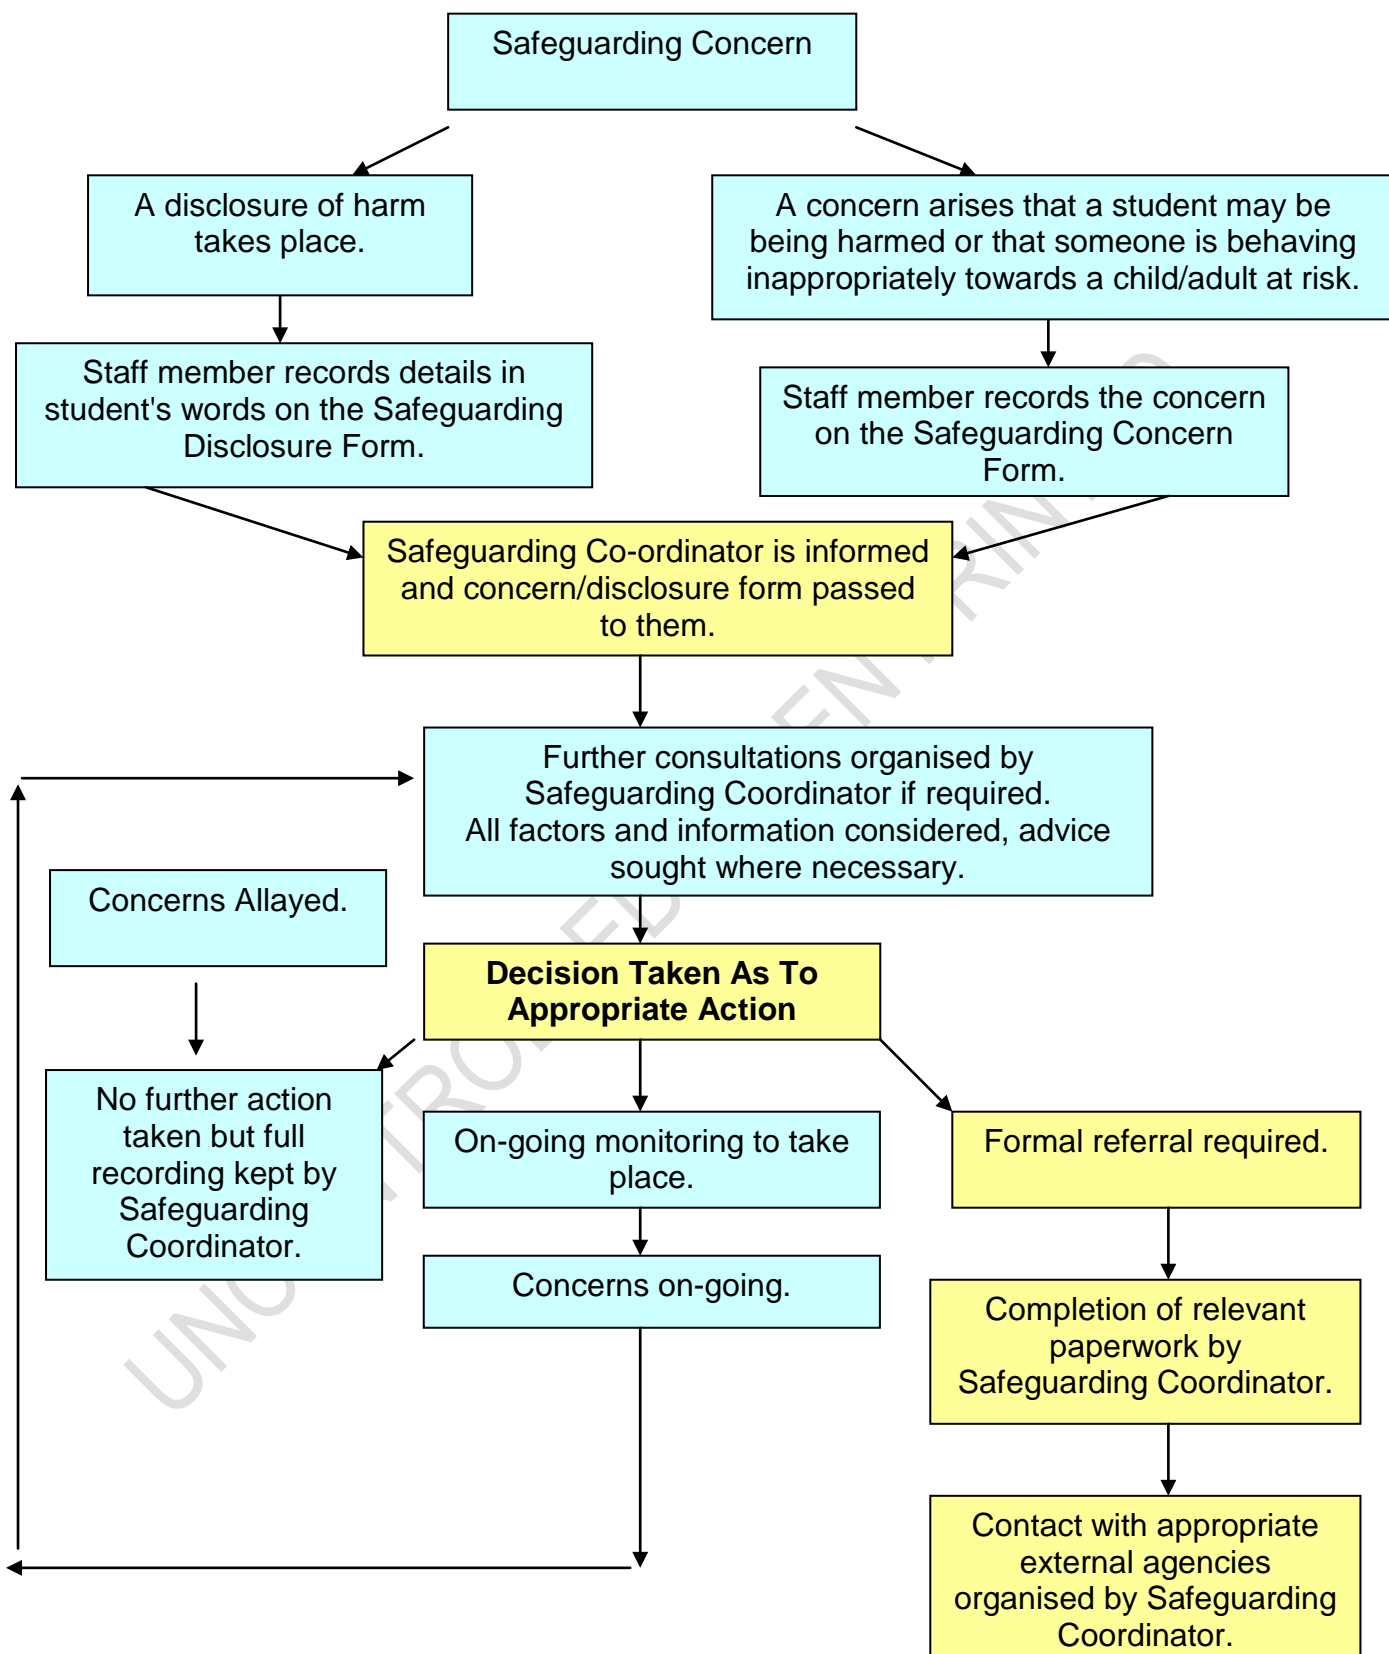 Safeguarding Concern
A disclosure of harm
takes place.
A concern arises that a student may be
being harmed or that someone is behaving
inappropriately towards a child/adult at risk.
Staff member records details in
student's words on the Safeguarding
Disclosure Form.
Staff member records the concern
on the Safeguarding Concern
Form.
Safeguarding Co-ordinator is informed
and concern/disclosure form passed
to them.
Further consultations organised by
Safeguarding Coordinator if required.
All factors and information considered, advice
sought where necessary.
Concerns Allayed.
Decision Taken As To
Appropriate Action
No further action
taken but full
recording kept by
Safeguarding
Coordinator.
On-going monitoring to take
place.
Formal referral required.
Concerns on-going.
Completion of relevant
paperwork by
Safeguarding Coordinator.
Contact with appropriate
external agencies
organised by Safeguarding
Coordinator.